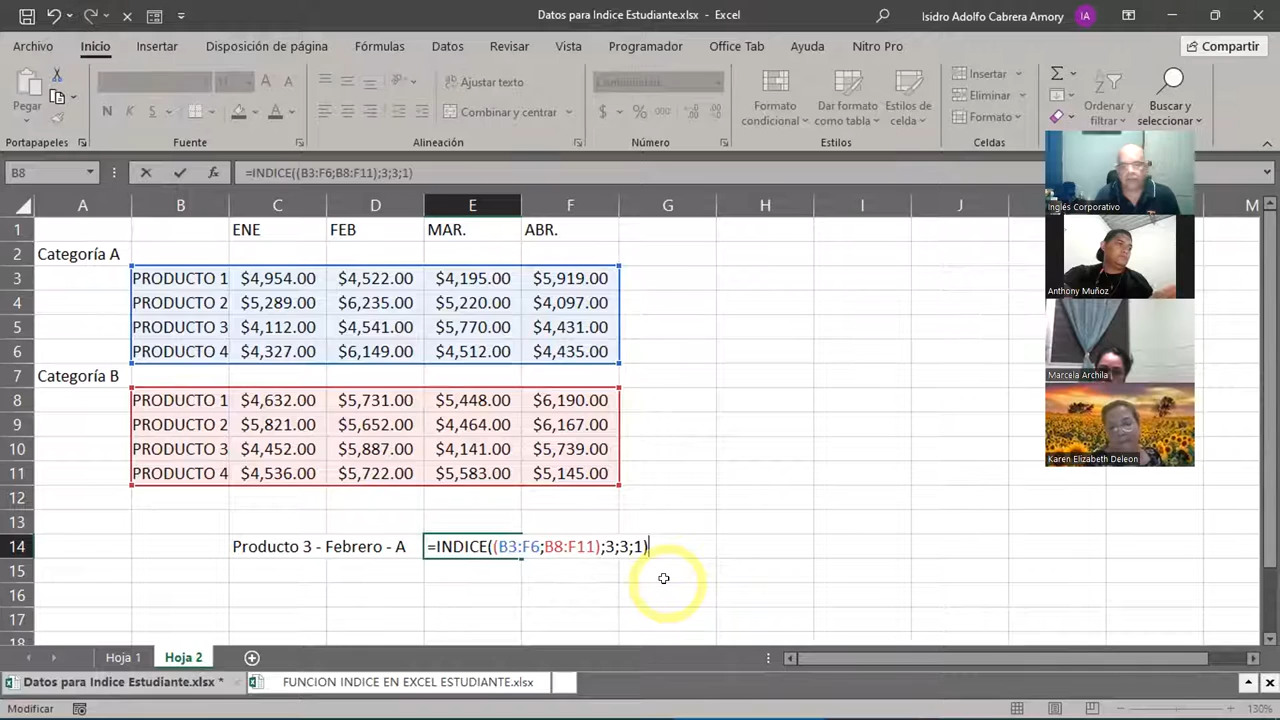 Datos para Indice Estudiante.xlsx - Excel
Isidro Adolfo Cabrera Amory IA
Archivo Inicio Insertar Disposición de página Fórmulas Datos Revisar Vista Programador Office Tab Ayuda Nitro Pro Compartir
Pegar
N K S
A A
Ajustar texto
Combinar y centrar
$ % 000
Formato condicional
Dar formato como tabla
Estilos de celda
Insertar
Eliminar
Formato
Ordenar y filtrar
Buscar y seleccionar
Portapapeles Fuente Alineación Número Estilos Celdas
B8 fx =INDICE((B3:F6;B8:F11);3;3;1)
A B C D E F G H I J K L M
1 ENE FEB MAR. ABR.
2 Categoría A
3 PRODUCTO 1 $4,954.00 $4,522.00 $4,195.00 $5,919.00
4 PRODUCTO 2 $5,289.00 $6,253.00 $5,220.00 $4,097.00
5 PRODUCTO 3 $4,112.00 $4,541.00 $5,770.00 $4,431.00
6 PRODUCTO 4 $4,327.00 $6,149.00 $4,512.00 $4,435.00
7 Categoría B
8 PRODUCTO 1 $4,632.00 $5,731.00 $5,448.00 $6,190.00
9 PRODUCTO 2 $5,821.00 $5,652.00 $4,464.00 $6,167.00
10 PRODUCTO 3 $4,452.00 $5,887.00 $4,141.00 $5,739.00
11 PRODUCTO 4 $4,536.00 $5,722.00 $5,583.00 $5,145.00
12
13
14 Producto 3 - Febrero - A =INDICE((B3:F6;B8:F11);3;3;1)
15
16
17
18
Inglés Corporativo
Anthony Muñoz
Marcela Archila
Karen Elizabeth Deleon
Hoja 1 Hoja 2
Datos para Indice Estudiante.xlsx * FUNCION INDICE EN EXCEL ESTUDIANTE.xlsx
Modificar 130%